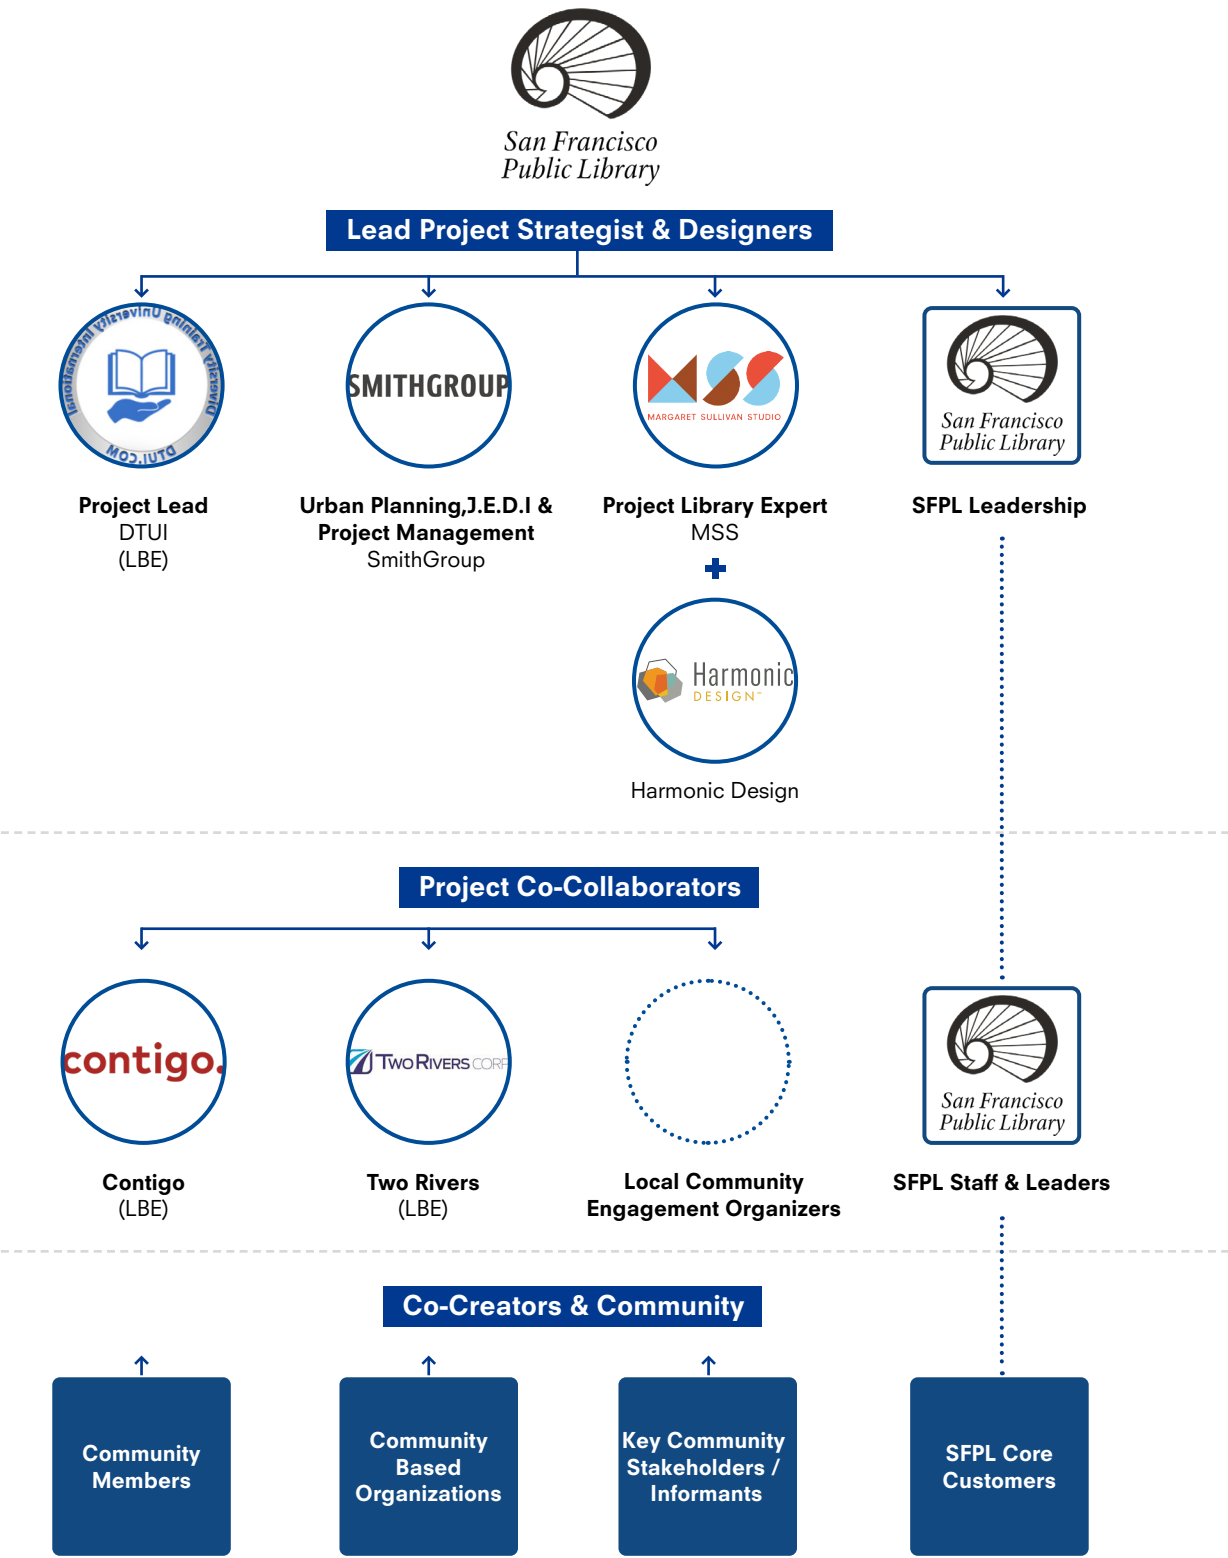 San Francisco
Public Library
Lead Project Strategist & Designers
Diversity Training University International
DTUI.COM
SMITHGROUP
MSS
MARGARET SULLIVAN STUDIO
San Francisco
Public Library
Project Lead
DTUI
(LBE)
Urban Planning,J.E.D.I &
Project Management
SmithGroup
Project Library Expert
MSS
SFPL Leadership
Harmonic
DESIGN™
Harmonic Design
Project Co-Collaborators
contigo.
TWO RIVERS CORP
San Francisco
Public Library
Contigo
(LBE)
Two Rivers
(LBE)
Local Community
Engagement Organizers
SFPL Staff & Leaders
Co-Creators & Community
Community
Members
Community
Based
Organizations
Key Community
Stakeholders /
Informants
SFPL Core
Customers